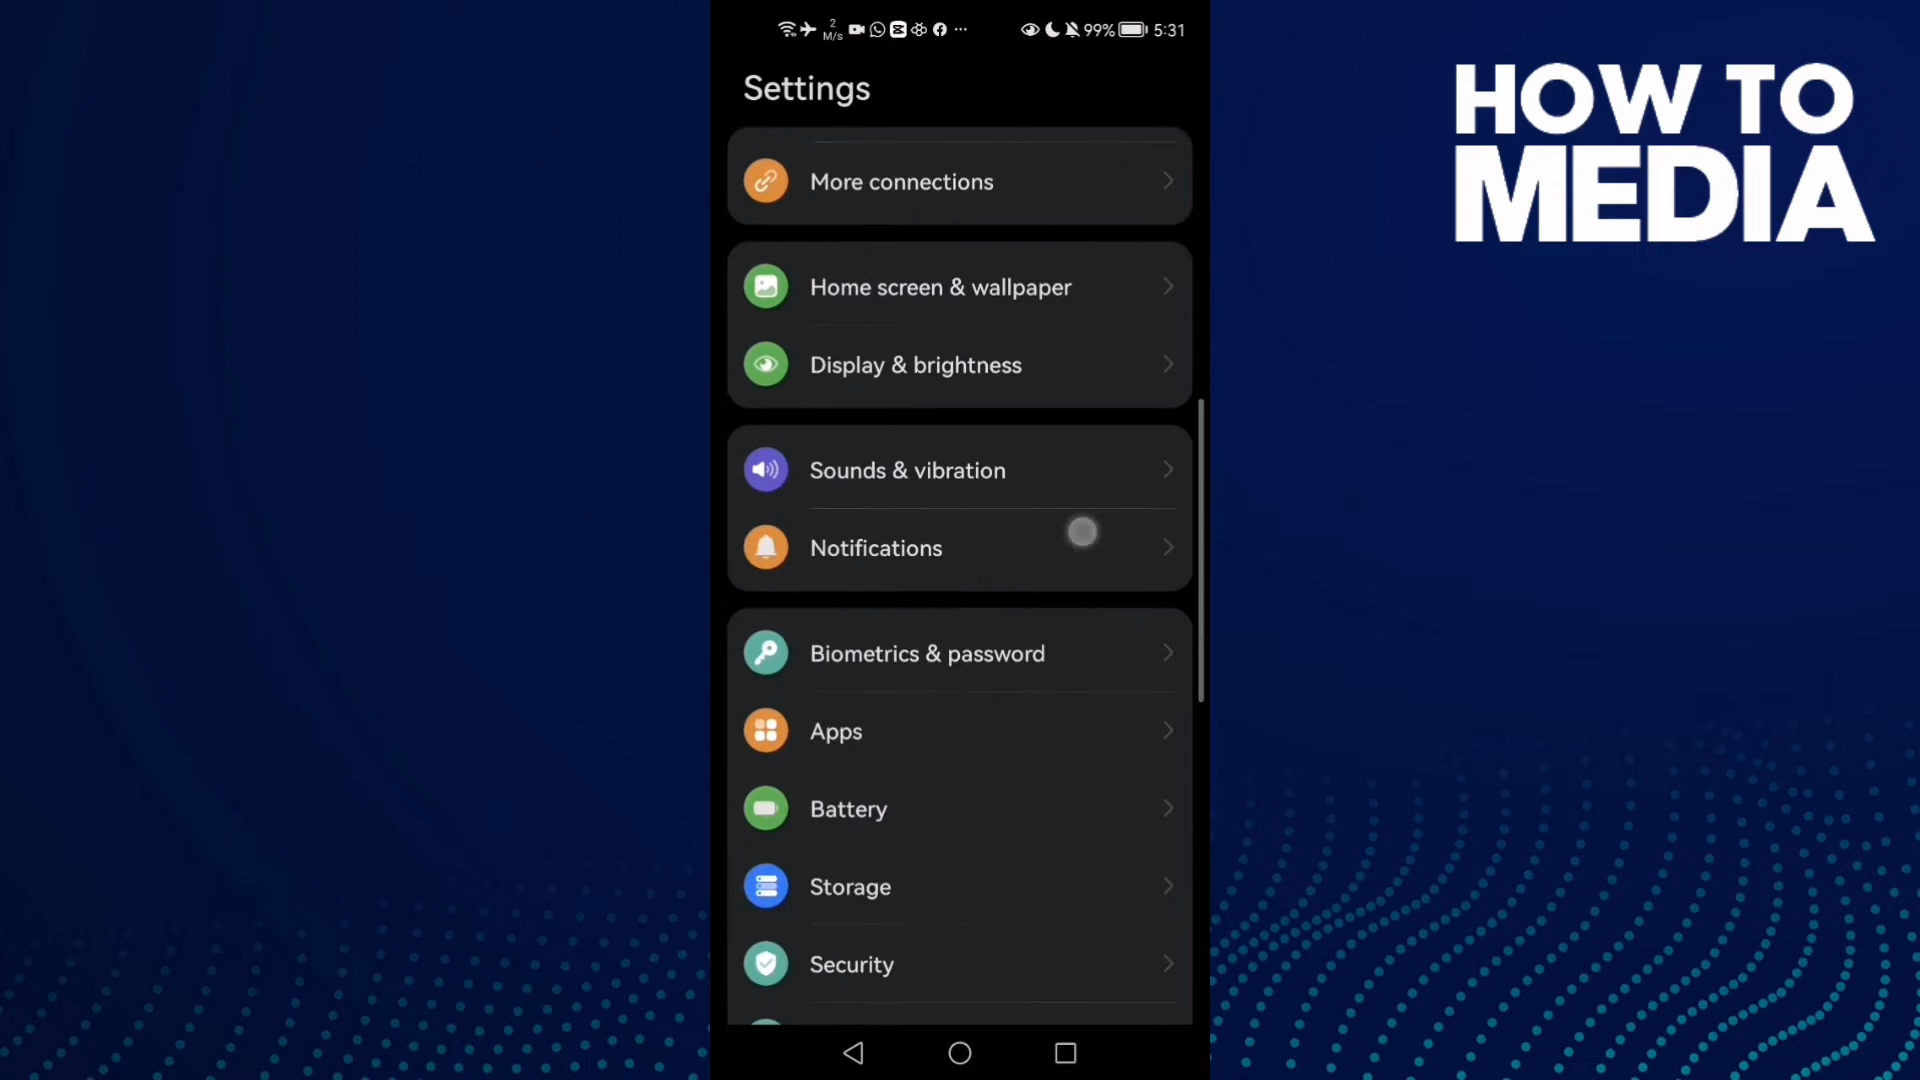 2
M/s
99%
5:31
Settings
HOW TO
MEDIA
More connections
Home screen & wallpaper
Display & brightness
Sounds & vibration
Notifications
Biometrics & password
Apps
Battery
Storage
Security